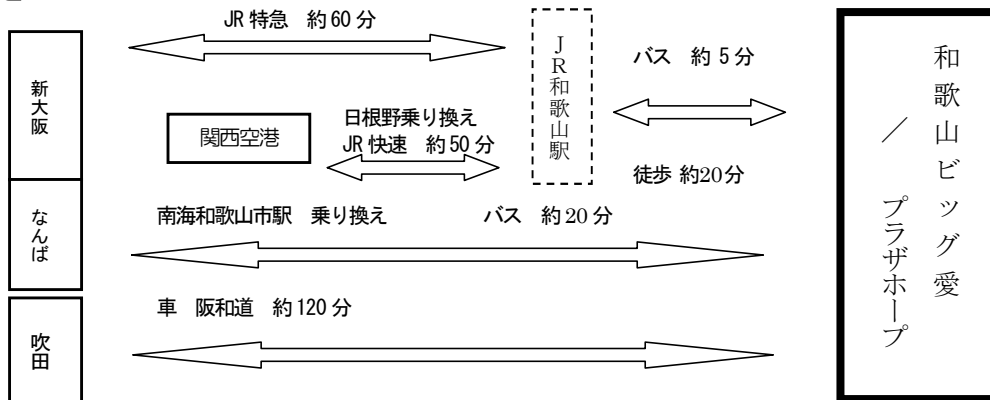 JR 特急　約 60 分
新大阪
JR和歌山駅
バス　約 5 分
関西空港
日根野乗り換え
JR 快速　約 50 分
徒歩 約20分
なんば
南海和歌山市駅　乗り換え　バス　約 20 分
吹田
車　阪和道　約 120 分
和歌山ビッグ愛
／　プラザホープ